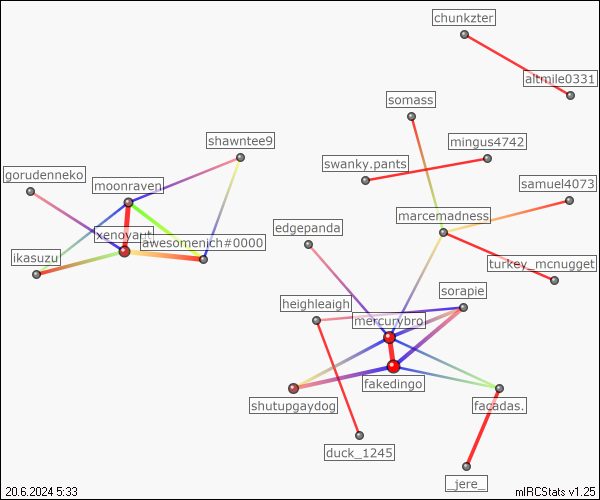 chunkzter
altmile0331
somass
shawntee9
mingus4742
swanky.pants
gorudenneko
moonraven
samuel4073
marcemadness
edgepanda
xenoyant
awesomenich#0000
ikasuzu
turkey_mcnugget
sorapie
heighleaigh
mercurybro
fakedingo
shutupgaydog
facadas.
duck_1245
_jere_
20.6.2024 5:33
mIRCStats v1.25